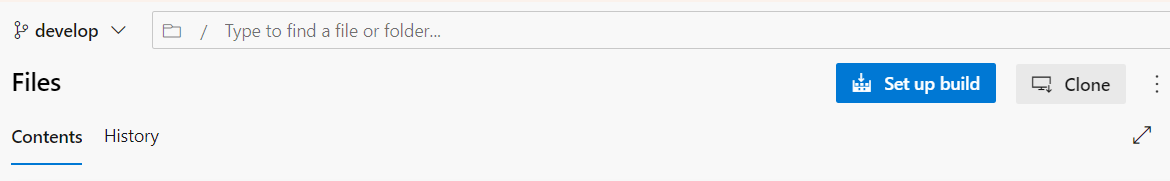 develop / Type to find a file or folder...
Files Set up build Clone
Contents History